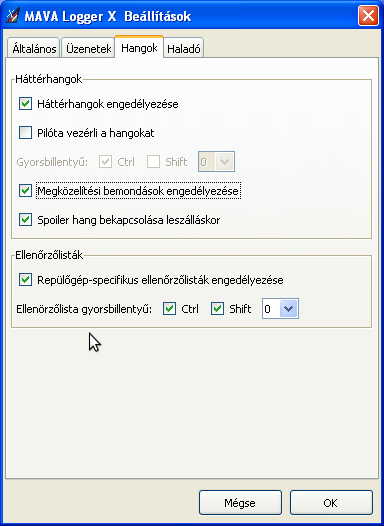 MAVA Logger X Beállítások
Általános Üzenetek Hangok Haladó
Háttérhangok
Háttérhangok engedélyezése
Pilóta vezérli a hangokat
Gyorsbillentyű: Ctrl Shift 0
Megközelítési bemondások engedélyezése
Spoiler hang bekapcsolása leszálláskor
Ellenőrzőlisták
Repülőgép-specifikus ellenőrzőlisták engedélyezése
Ellenörzőlista gyorsbillentyű: Ctrl Shift 0
Mégse OK